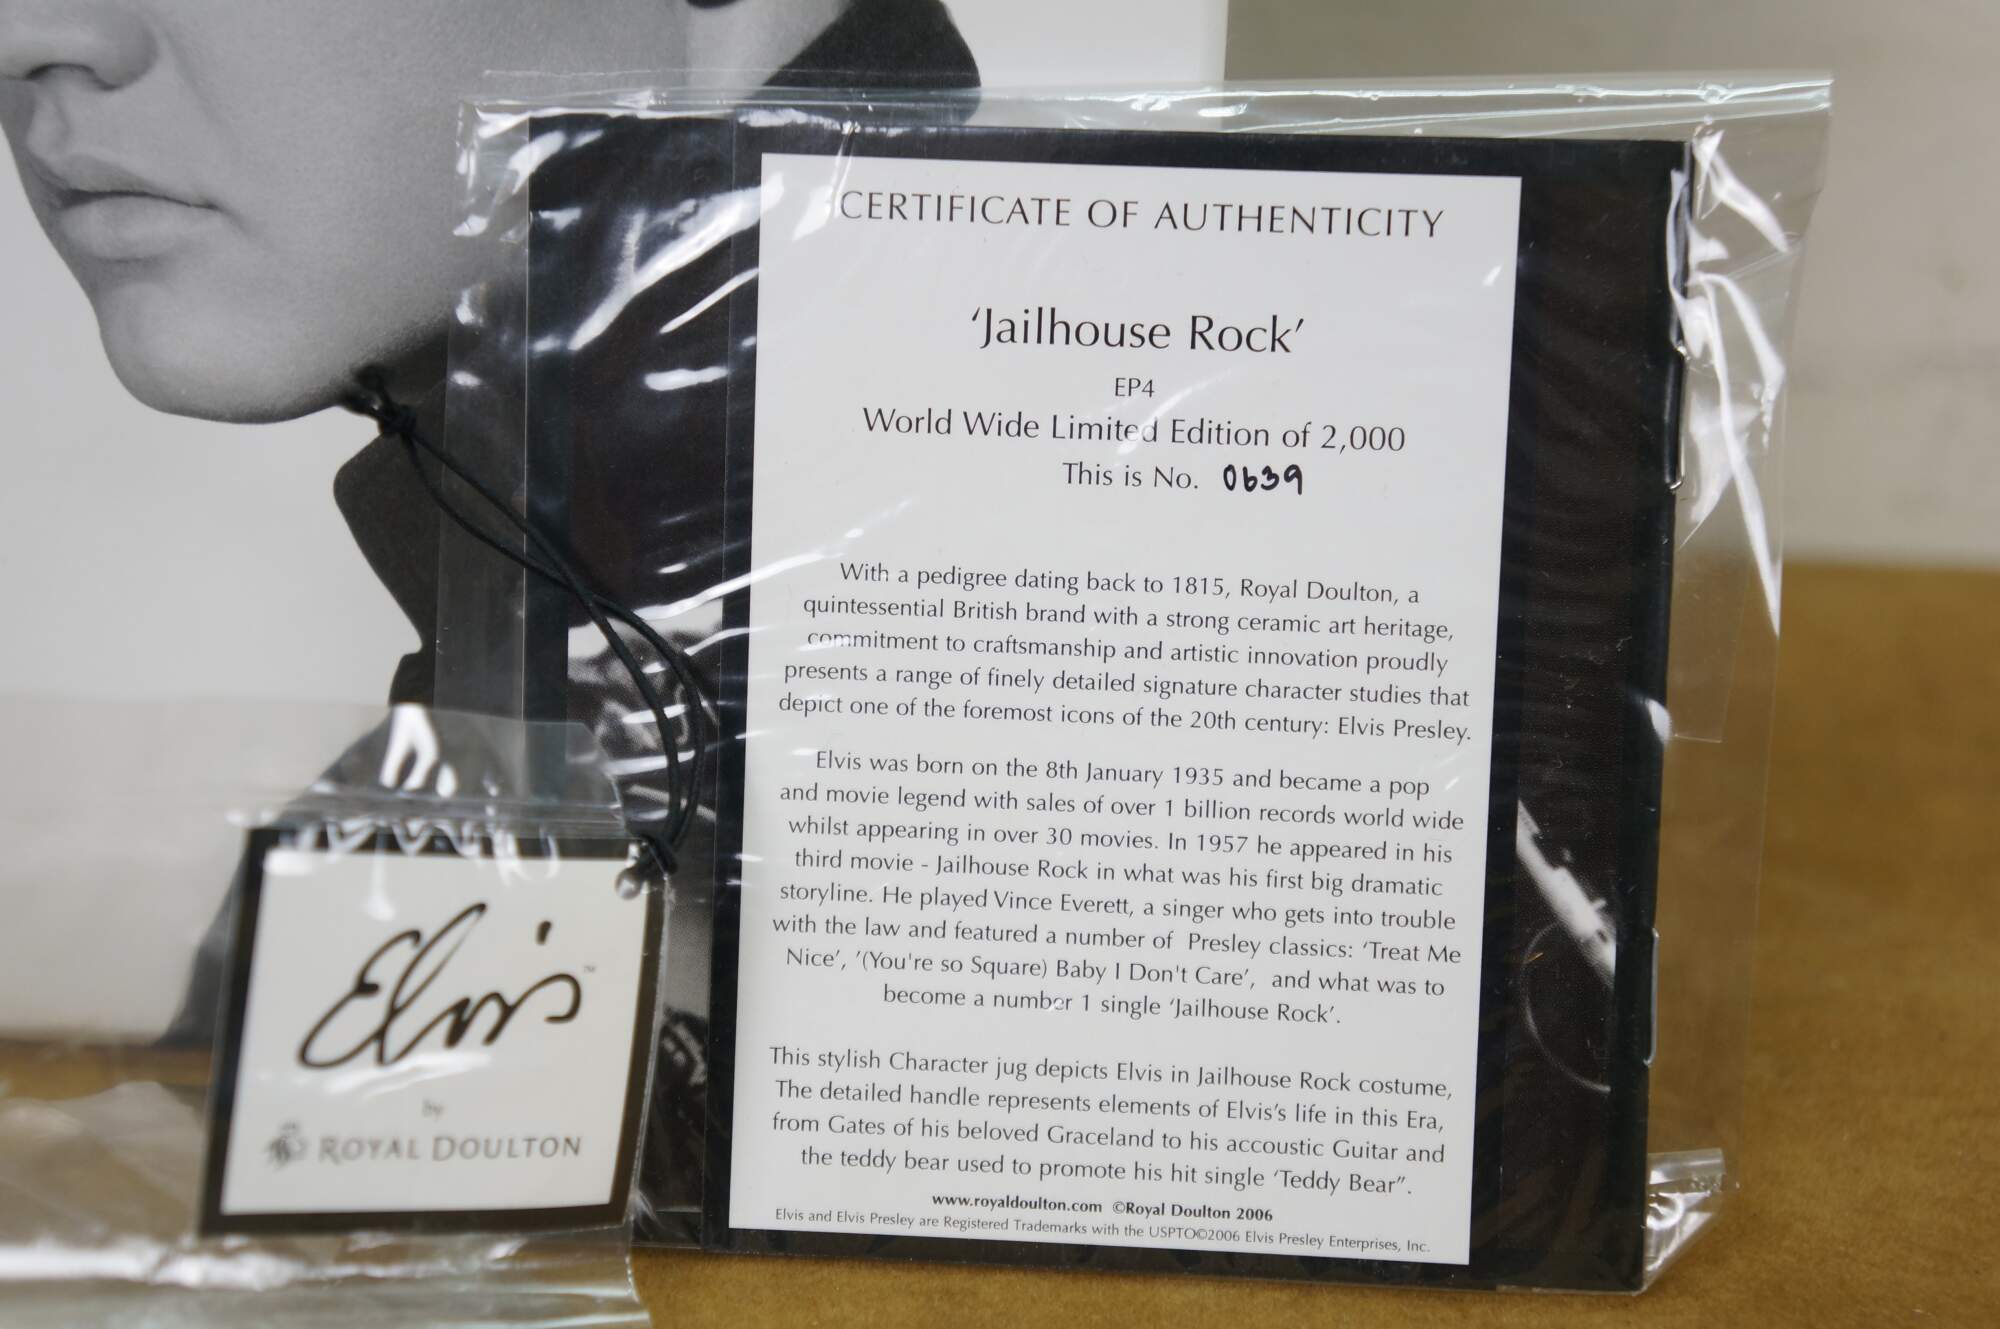 CERTIFICATE OF AUTHENTICITY
‘Jailhouse Rock’
EP4
World Wide Limited Edition of 2,000
This is No. 0639
With a pedigree dating back to 1815, Royal Doulton, a
quintessential British brand with a strong ceramic art heritage,
commitment to craftsmanship and artistic innovation proudly
presents a range of finely detailed signature character studies that
depict one of the foremost icons of the 20th century: Elvis Presley.
Elvis was born on the 8th January 1935 and became a pop
and movie legend with sales of over 1 billion records world wide
whilst appearing in over 30 movies. In 1957 he appeared in his
third movie - Jailhouse Rock in what was his first big dramatic
storyline. He played Vince Everett, a singer who gets into trouble
with the law and featured a number of Presley classics: ‘Treat Me
Nice’, ’(You're so Square) Baby I Don't Care’, and what was to
become a number 1 single ‘Jailhouse Rock’.
This stylish Character jug depicts Elvis in Jailhouse Rock costume,
The detailed handle represents elements of Elvis’s life in this Era,
from Gates of his beloved Graceland to his accoustic Guitar and
the teddy bear used to promote his hit single ‘Teddy Bear”.
www.royaldoulton.com ©Royal Doulton 2006
Elvis and Elvis Presley are Registered Trademarks with the USPTO©2006 Elvis Presley Enterprises, Inc.
Elvis™
by
ROYAL DOULTON